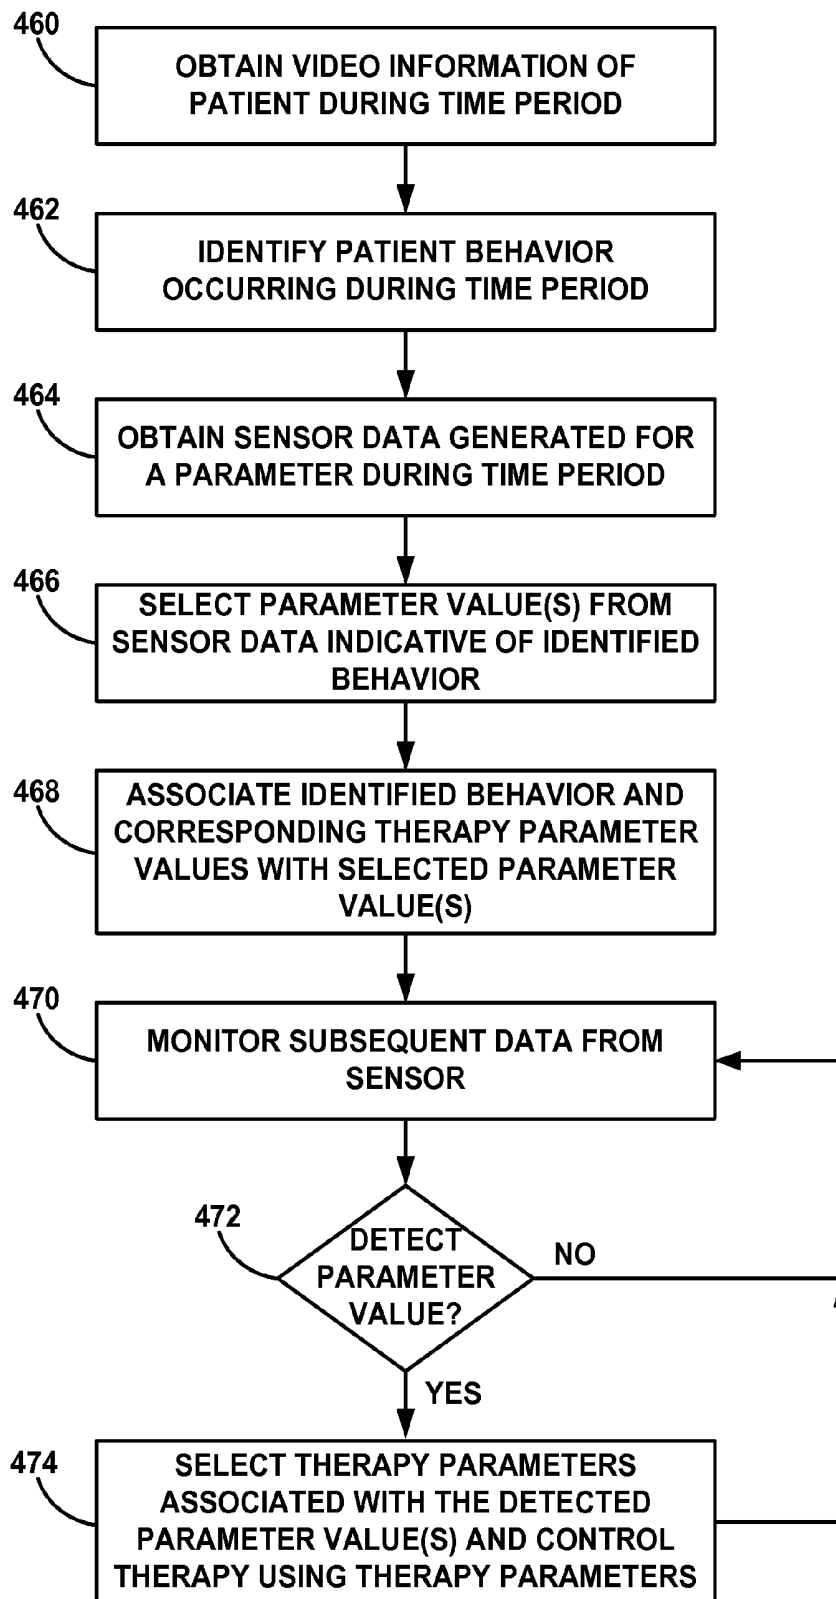 460
OBTAIN VIDEO INFORMATION OF
PATIENT DURING TIME PERIOD
462
IDENTIFY PATIENT BEHAVIOR
OCCURRING DURING TIME PERIOD
464
OBTAIN SENSOR DATA GENERATED FOR
A PARAMETER DURING TIME PERIOD
466
SELECT PARAMETER VALUE(S) FROM
SENSOR DATA INDICATIVE OF IDENTIFIED
BEHAVIOR
468
ASSOCIATE IDENTIFIED BEHAVIOR AND
CORRESPONDING THERAPY PARAMETER
VALUES WITH SELECTED PARAMETER
VALUE(S)
470
MONITOR SUBSEQUENT DATA FROM
SENSOR
472
DETECT
PARAMETER
VALUE?
NO
YES
474
SELECT THERAPY PARAMETERS
ASSOCIATED WITH THE DETECTED
PARAMETER VALUE(S) AND CONTROL
THERAPY USING THERAPY PARAMETERS